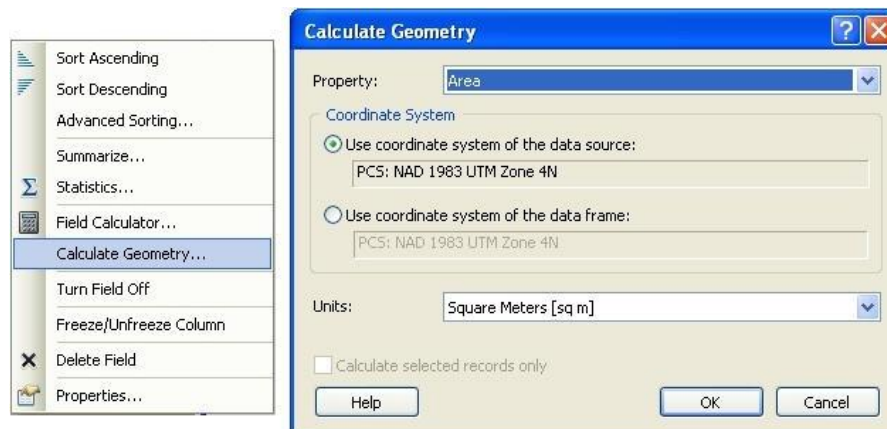 Sort Ascending
Sort Descending
Advanced Sorting...
Summarize...
Σ Statistics...
Field Calculator...
Calculate Geometry...
Turn Field Off
Freeze/Unfreeze Column
Delete Field
Properties...
Calculate Geometry
Property: Area
Coordinate System
Use coordinate system of the data source:
PCS: NAD 1983 UTM Zone 4N
Use coordinate system of the data frame:
PCS: NAD 1983 UTM Zone 4N
Units: Square Meters [sq m]
Calculate selected records only
Help OK Cancel